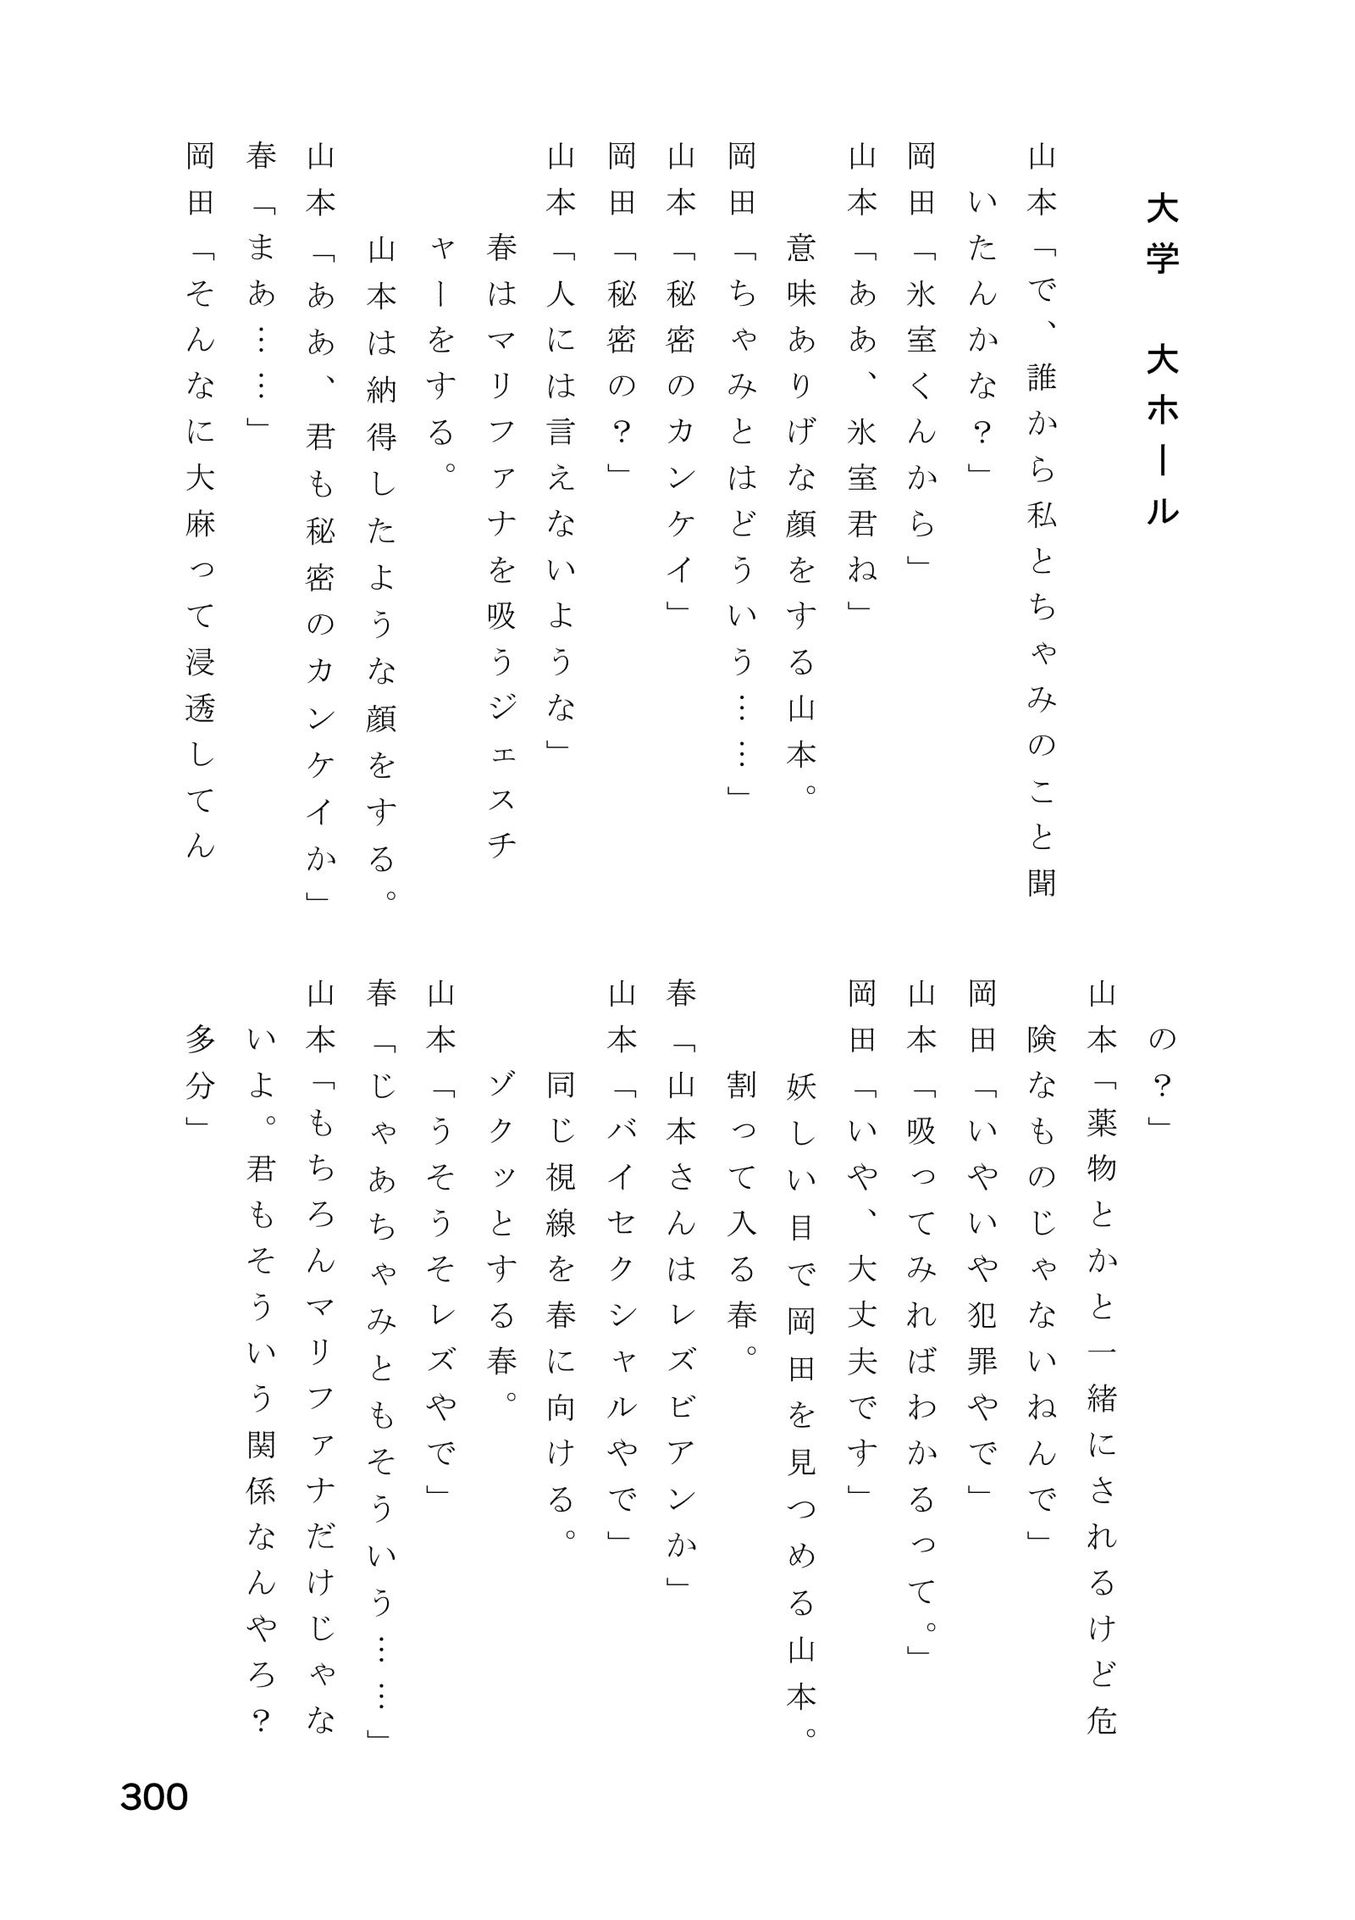 大学　大ホール
山本「で、誰から私とちゃみのこと聞
いたんかな？」
岡田「氷室くんから」
山本「ああ、氷室君ね」
意味ありげな顔をする山本。
岡田「ちゃみとはどういう……」
山本「秘密のカンケイ」
岡田「秘密の？」
山本「人には言えないような」
春はマリファナを吸うジェスチ
ャーをする。
山本は納得したような顔をする。
山本「ああ、君も秘密のカンケイか」
春「まあ……」
岡田「そんなに大麻って浸透してん
の？」
山本「薬物とかと一緒にされるけど危
険なものじゃないねんで」
岡田「いやいや犯罪やで」
山本「吸ってみればわかるって。」
岡田「いや、大丈夫です」
妖しい目で岡田を見つめる山本。
割って入る春。
春「山本さんはレズビアンか」
山本「バイセクシャルやで」
同じ視線を春に向ける。
ゾクッとする春。
山本「うそうそレズやで」
春「じゃあちゃみともそういう……」
山本「もちろんマリファナだけじゃな
いよ。君もそういう関係なんやろ？
多分」
300